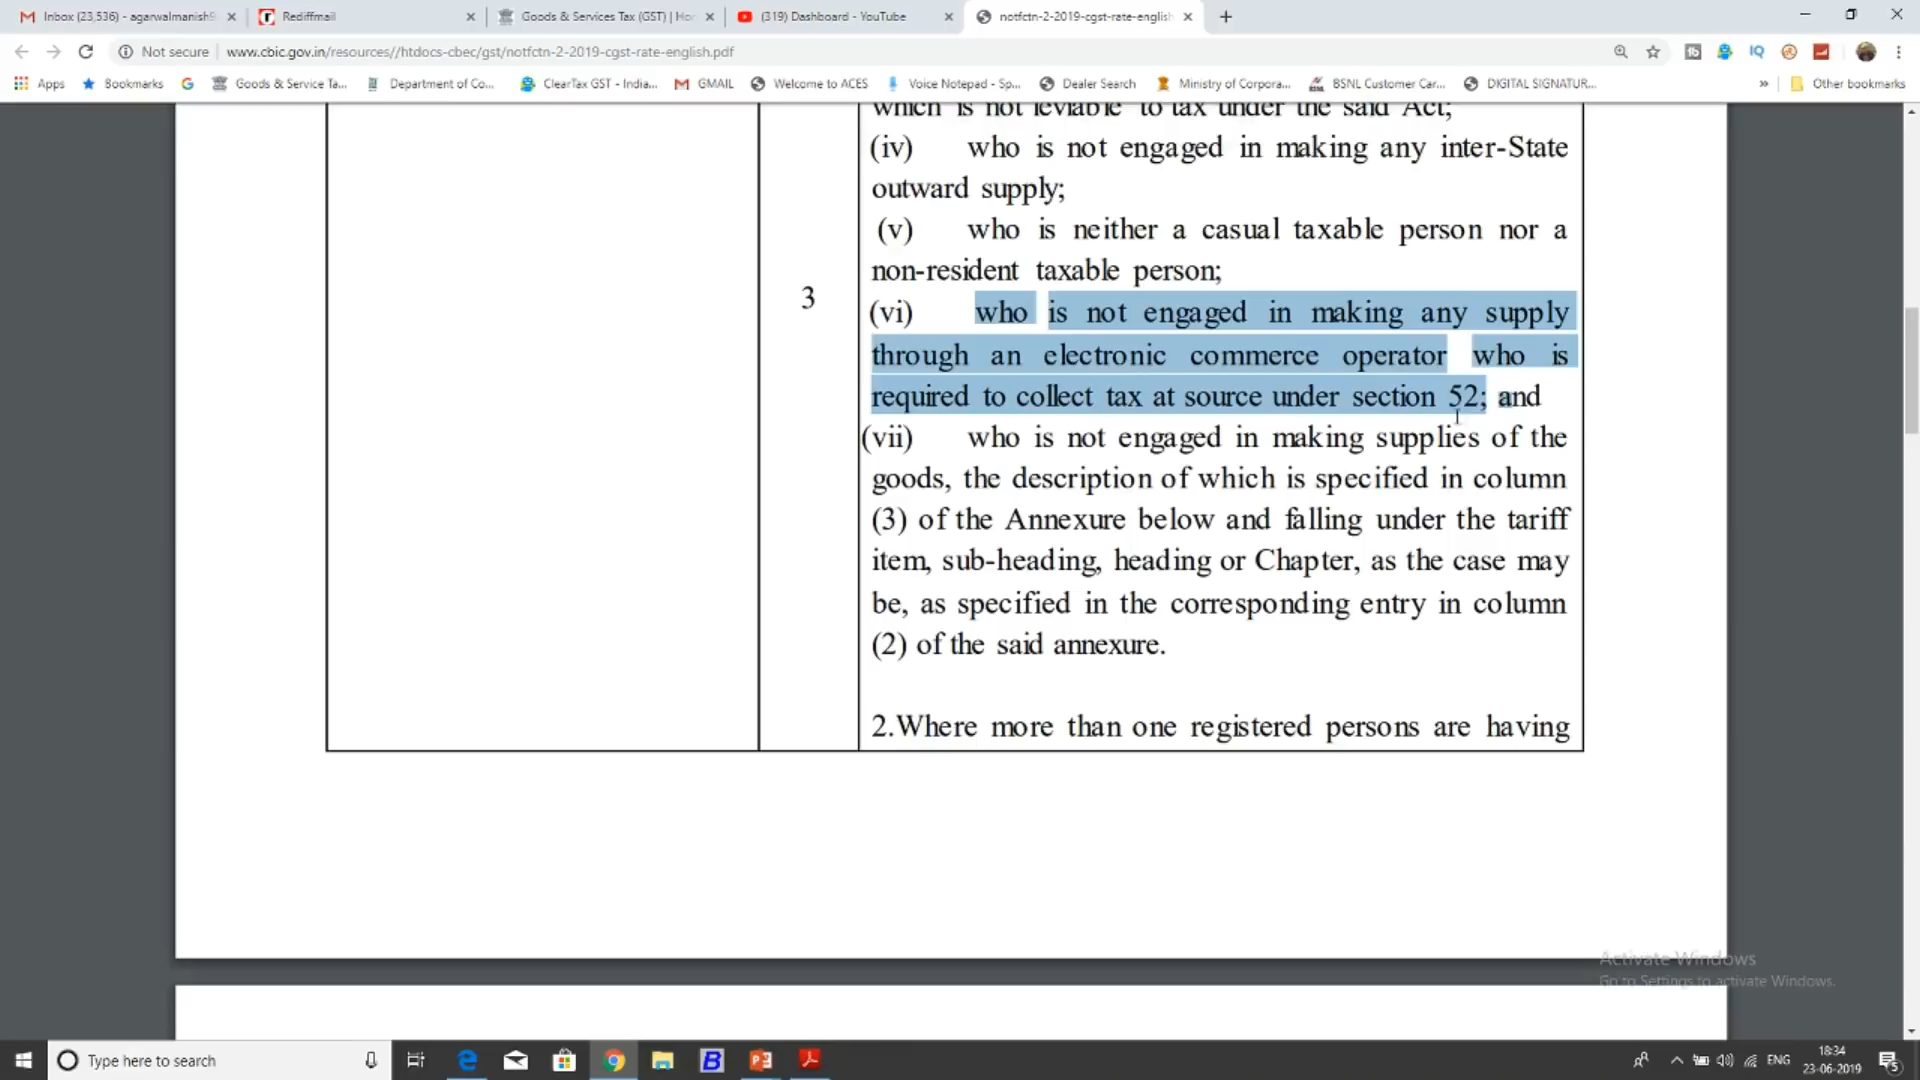 Inbox (23,536) - agarwalmanish9
Rediffmail
Goods & Services Tax (GST) | Ho
(319) Dashboard - YouTube
notfctn-2-2019-cgst-rate-english
Not secure
www.cbic.gov.in/resources//htdocs-cbec/gst/notfctn-2-2019-cgst-rate-english.pdf
Apps
Bookmarks
Goods & Service Ta...
Department of Co...
ClearTax GST - India...
GMAIL
Welcome to ACES
Voice Notepad - Sp...
Dealer Search
Ministry of Corpora...
BSNL Customer Car...
DIGITAL SIGNATUR...
»
Other bookmarks
which is not leviable to tax under the said Act;
(iv) who is not engaged in making any inter-State
outward supply;
(v) who is neither a casual taxable person nor a
non-resident taxable person;
3
(vi) who is not engaged in making any supply
through an electronic commerce operator who is
required to collect tax at source under section 52; and
(vii) who is not engaged in making supplies of the
goods, the description of which is specified in column
(3) of the Annexure below and falling under the tariff
item, sub-heading, heading or Chapter, as the case may
be, as specified in the corresponding entry in column
(2) of the said annexure.
2.Where more than one registered persons are having
Activate Windows
Go to Settings to activate Windows.
Type here to search
ENG
18:34
23-06-2019
5